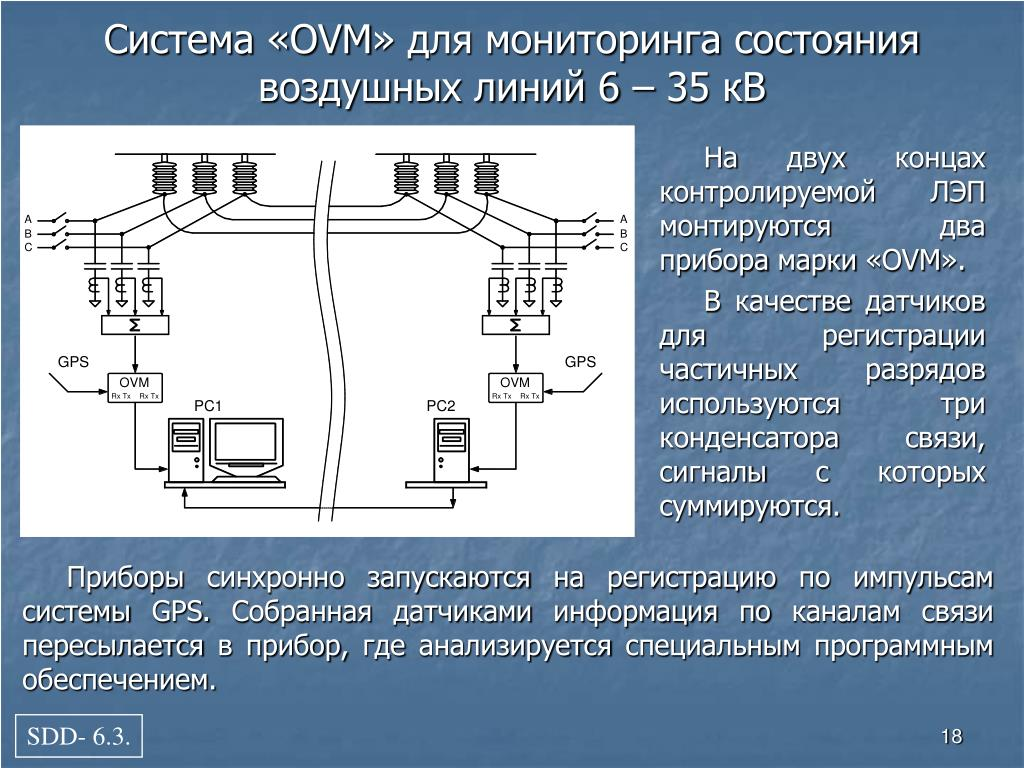 Система «OVM» для мониторинга состояния
воздушных линий 6 – 35 кВ
A
B
C
A
B
C
Σ
Σ
GPS
GPS
OVM
Rx Tx Rx Tx
OVM
Rx Tx Rx Tx
PC1
PC2
На двух концах
контролируемой ЛЭП
монтируются два
прибора марки «OVM».
В качестве датчиков
для регистрации
частичных разрядов
используются три
конденсатора связи,
сигналы с которых
суммируются.
Приборы синхронно запускаются на регистрацию по импульсам
системы GPS. Собранная датчиками информация по каналам связи
пересылается в прибор, где анализируется специальным программным
обеспечением.
SDD- 6.3.
18